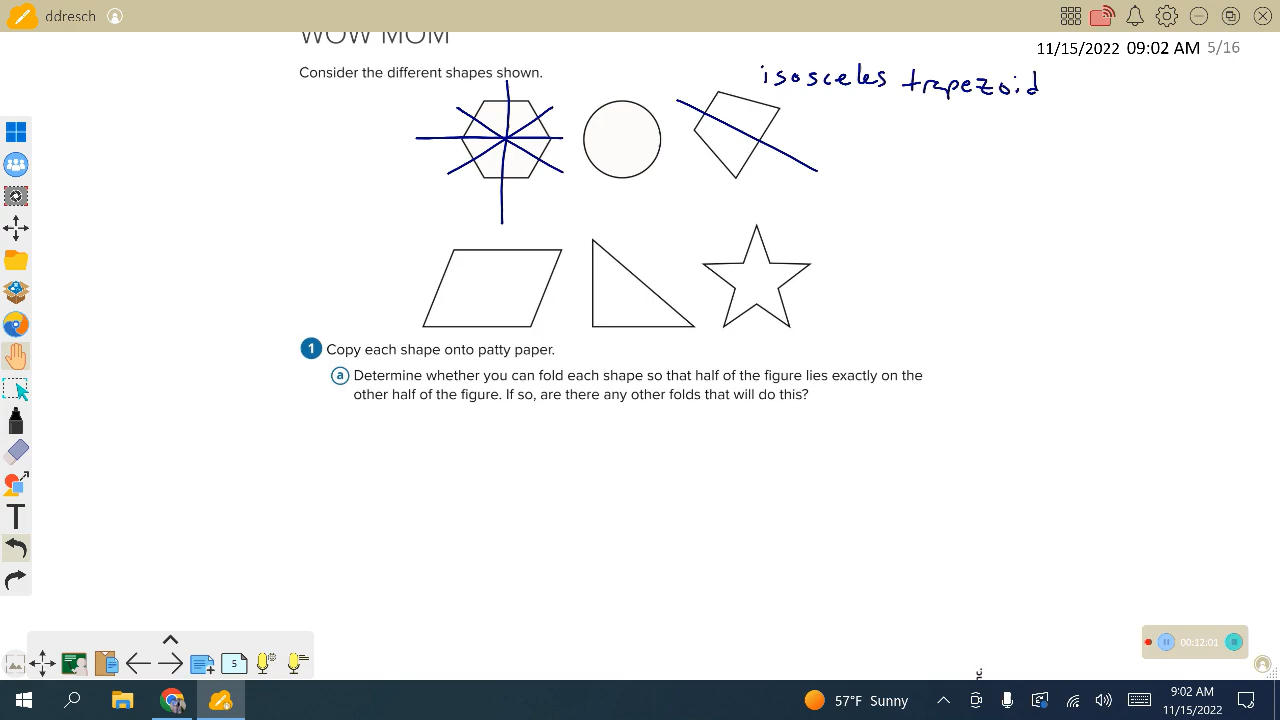 ddresch
WOW MOM
11/15/2022 09:02 AM 5/16
Consider the different shapes shown.
isosceles trapezoid
1 Copy each shape onto patty paper.
a Determine whether you can fold each shape so that half of the figure lies exactly on the
other half of the figure. If so, are there any other folds that will do this?
T
5
00:12:01
nc.
57°F Sunny
9:02 AM
11/15/2022